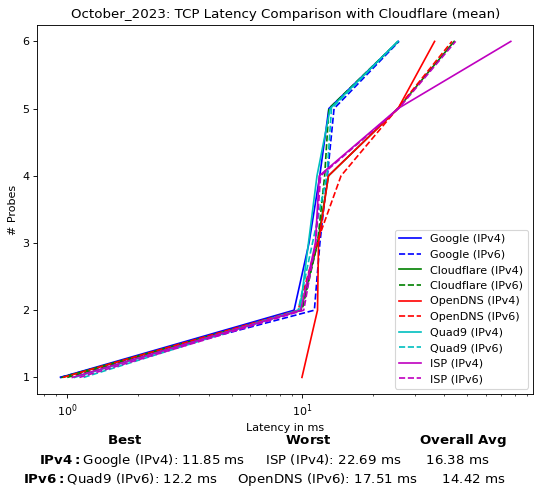 October_2023: TCP Latency Comparison with Cloudflare (mean)
6
5
4
3
2
1
# Probes
Google (IPv4)
Google (IPv6)
Cloudflare (IPv4)
Cloudflare (IPv6)
OpenDNS (IPv4)
OpenDNS (IPv6)
Quad9 (IPv4)
Quad9 (IPv6)
ISP (IPv4)
ISP (IPv6)
10⁰ 10¹
Latency in ms
Best Worst Overall Avg
IPv4: Google (IPv4): 11.85 ms ISP (IPv4): 22.69 ms 16.38 ms
IPv6: Quad9 (IPv6): 12.2 ms OpenDNS (IPv6): 17.51 ms 14.42 ms